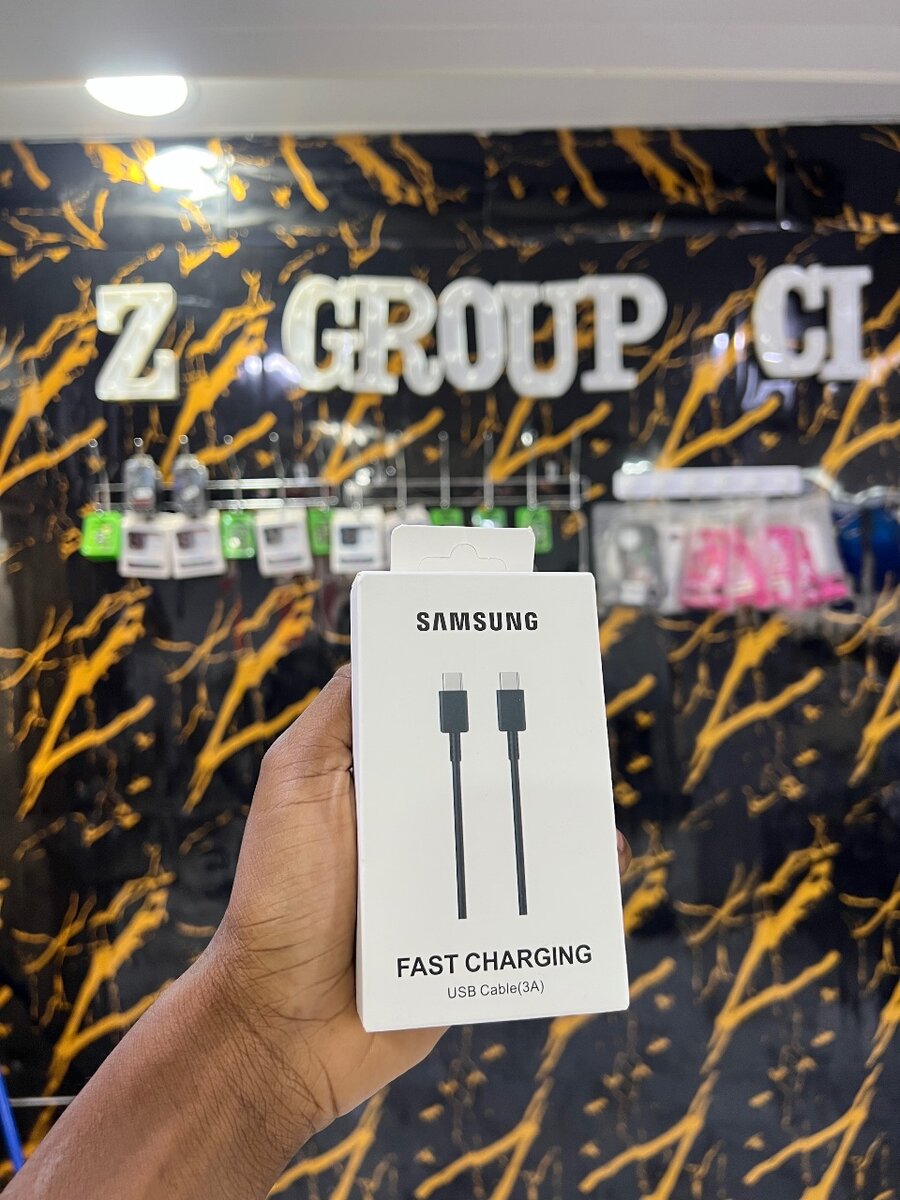 Z GROUP CI
SAMSUNG
FAST CHARGING
USB Cable(3A)